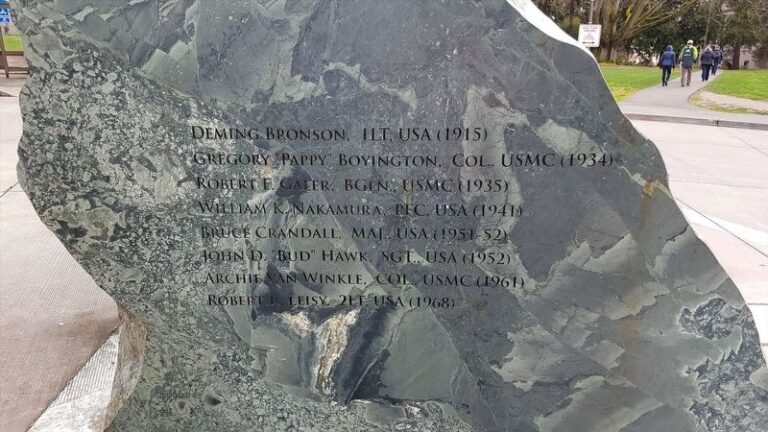 Deming Bronson, 1LT, USA (1915)
Gregory "Pappy" Boyington, Col., USMC (1934)
Robert E. Galer, BGen., USMC (1935)
William K. Nakamura, PFC, USA (1941)
Bruce Crandall, Maj., USA (1951-52)
John D. "Bud" Hawk, Sgt., USA (1952)
Archie Van Winkle, Col., USMC (1961)
Robert R. Leisy, 2Lt, USA (1968)